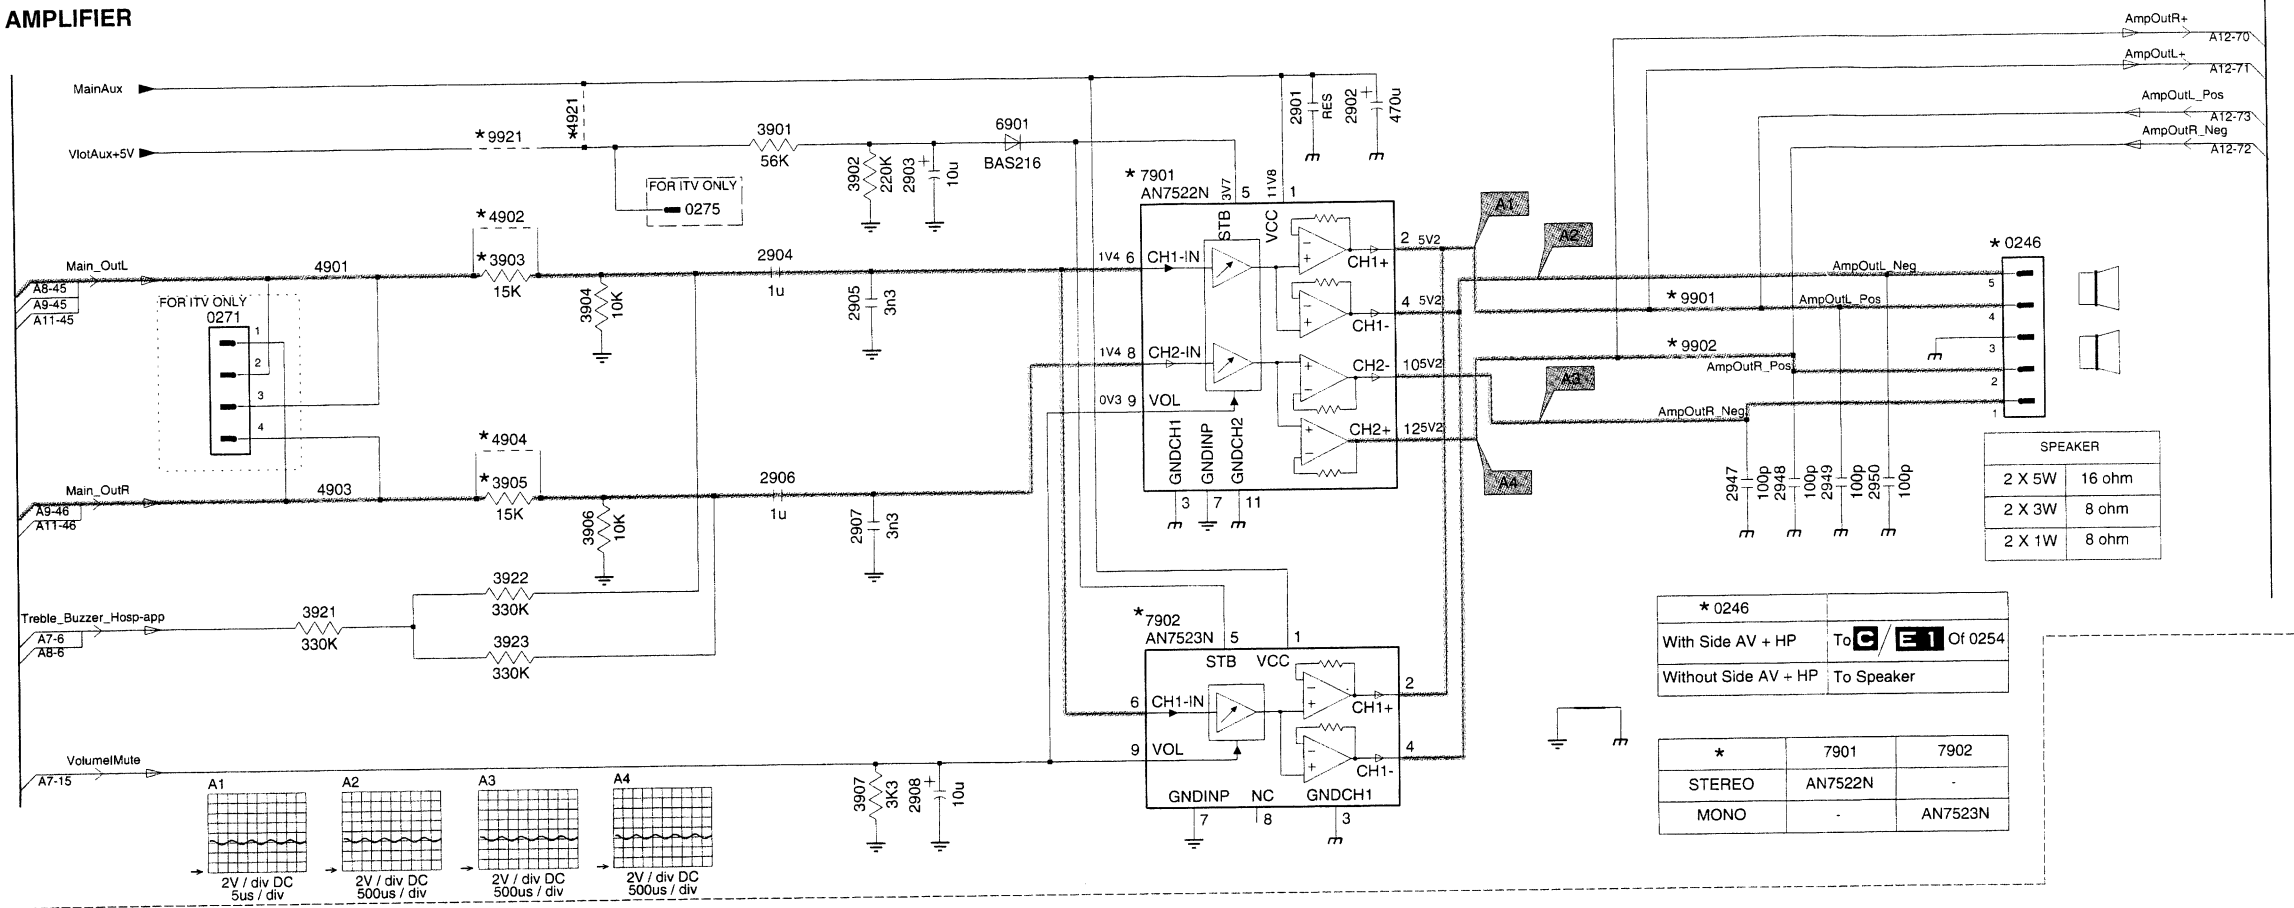 AMPLIFIER
MainAux
VlotAux+5V
*9921
*4921
3901
56K
3902
220K
2903
+
10u
6901
BAS216
FOR ITV ONLY
0275
2901
RES
2902
+
470u
AmpOutR+
A12-70
AmpOutL+
A12-71
AmpOutL_Pos
A12-73
AmpOutR_Neg
A12-72
Main_OutL
A8-45
A9-45
A11-45
4901
*4902
*3903
15K
3904
10K
2904
1u
2905
3n3
FOR ITV ONLY
0271
1
2
3
4
Main_OutR
A9-46
A11-46
4903
*4904
*3905
15K
3906
10K
2906
1u
2907
3n3
Treble_Buzzer_Hosp-app
A7-6
A8-6
3921
330K
3922
330K
3923
330K
VolumeIMute
A7-15
3907
3K3
2908
+
10u
* 7901
AN7522N
3V7
5
11V8
1
STB
VCC
1V4 6 CH1-IN
1V4 8 CH2-IN
0V3 9 VOL
CH1+
2 5V2
CH1-
4 5V2
CH2-
10 5V2
CH2+
12 5V2
GNDCH1
GNDINP
GNDCH2
3
7
11
* 7902
AN7523N
5
1
STB
VCC
6 CH1-IN
9 VOL
CH1+
2
CH1-
4
GNDINP
NC
GNDCH1
7
8
3
A1
A2
A3
A4
* 9901
* 9902
AmpOutL_Neg
AmpOutL_Pos
AmpOutR_Pos
AmpOutR_Neg
* 0246
5
4
3
2
1
2947
100p
2948
100p
2949
100p
2950
100p
SPEAKER
2 X 5W 16 ohm
2 X 3W 8 ohm
2 X 1W 8 ohm
* 0246
With Side AV + HP To C / E 1 Of 0254
Without Side AV + HP To Speaker
* 7901 7902
STEREO AN7522N -
MONO - AN7523N
A1
2V / div DC
5us / div
A2
2V / div DC
500us / div
A3
2V / div DC
500us / div
A4
2V / div DC
500us / div